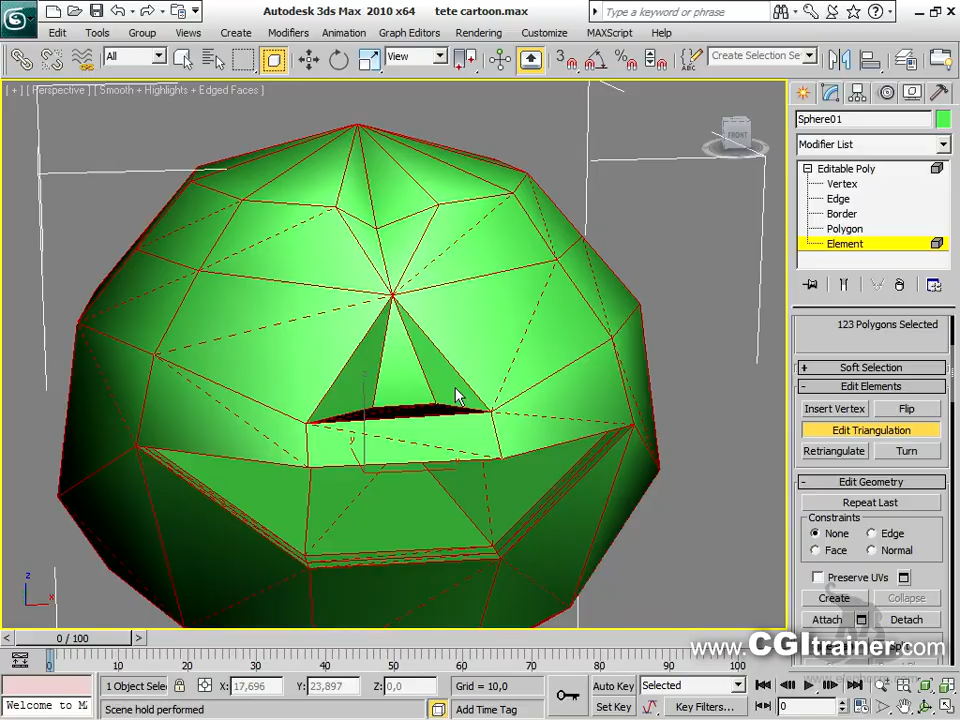 Autodesk 3ds Max 2010 x64    tete cartoon.max
Type a keyword or phrase
Edit Tools Group Views Create Modifiers Animation Graph Editors Rendering Customize MAXScript Help
All View 3 Create Selection Se
[ + ] [ Perspective ] [ Smooth + Highlights + Edged Faces ]
FRONT
Sphere01
Modifier List
Editable Poly
Vertex
Edge
Border
Polygon
Element
123 Polygons Selected
+ Soft Selection
- Edit Elements
Insert Vertex Flip
Edit Triangulation
Retriangulate Turn
- Edit Geometry
Repeat Last
Constraints
None Edge
Face Normal
Preserve UVs
Create Collapse
Attach Detach
z
y
z
x
www.CGItrainer.com
0 / 100
0 10 20 30 40 50 60 70 80 90 100
1 Object Selec X: 17,696 Y: 23,897 Z: 0,0 Grid = 10,0 Auto Key Selected
Welcome to M Scene hold performed Add Time Tag Set Key Key Filters... 0